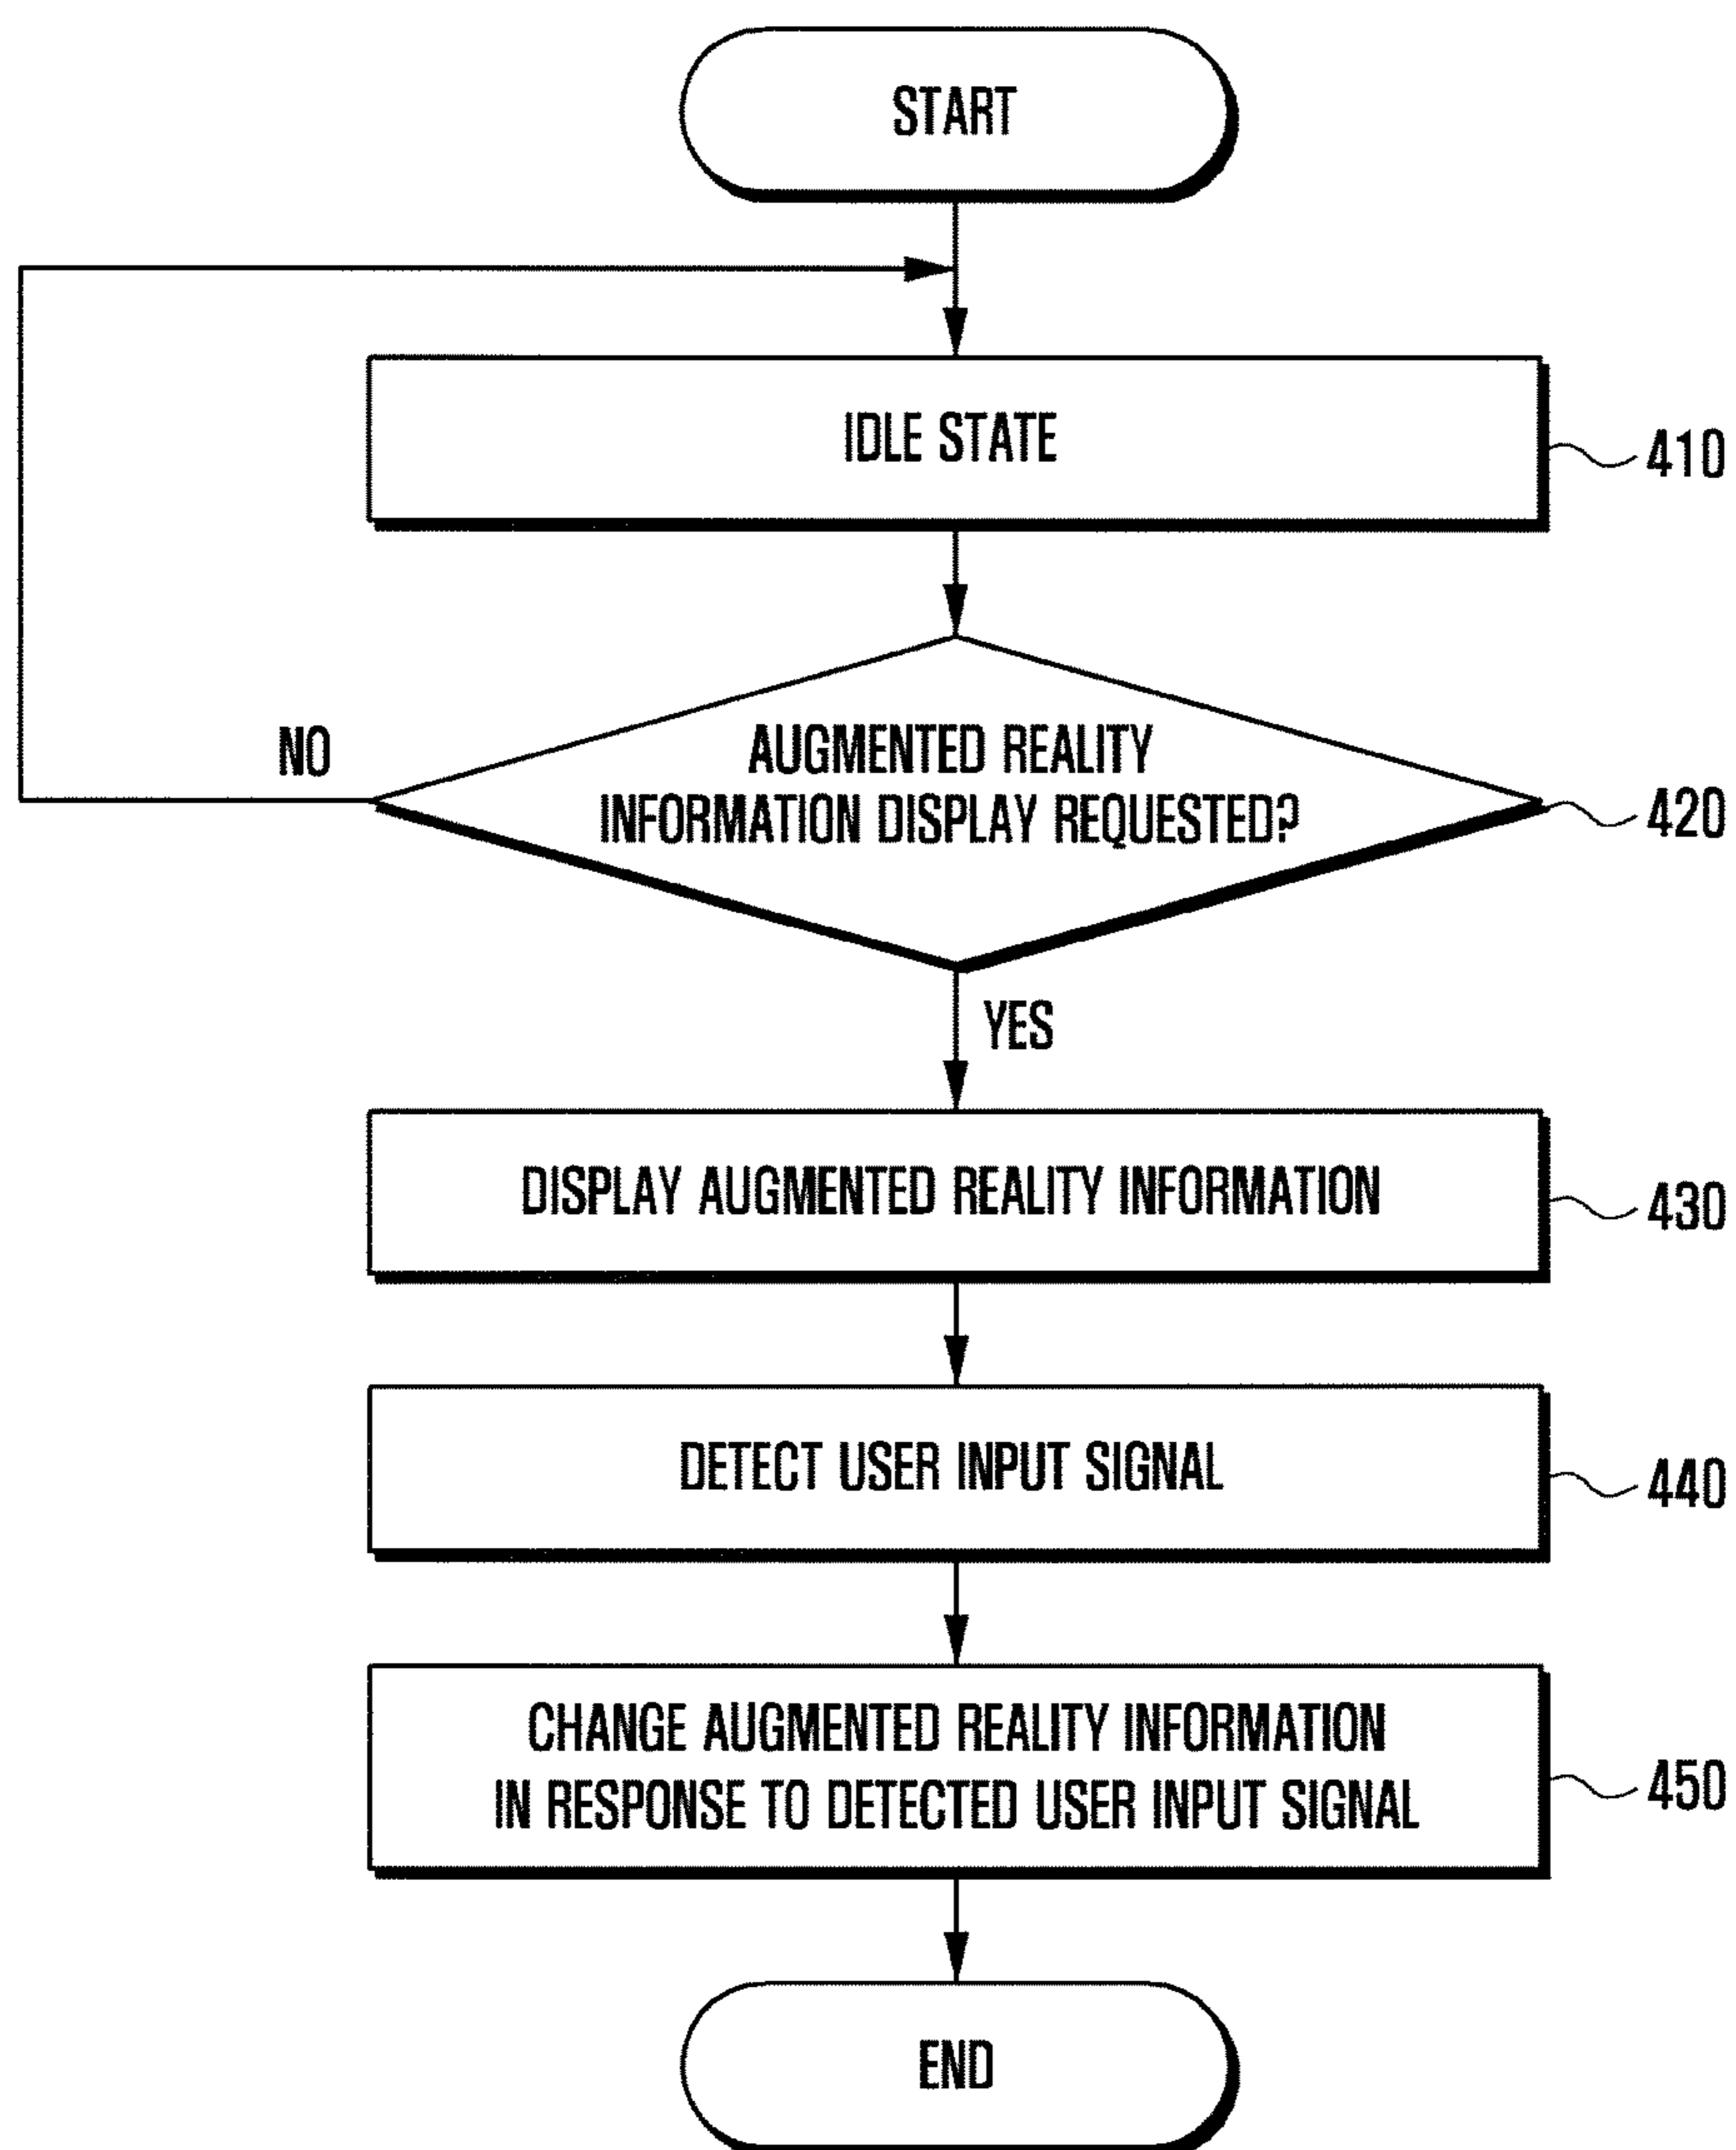 START
IDLE STATE
410
NO
AUGMENTED REALITY
INFORMATION DISPLAY REQUESTED?
420
YES
DISPLAY AUGMENTED REALITY INFORMATION
430
DETECT USER INPUT SIGNAL
440
CHANGE AUGMENTED REALITY INFORMATION
IN RESPONSE TO DETECTED USER INPUT SIGNAL
450
END